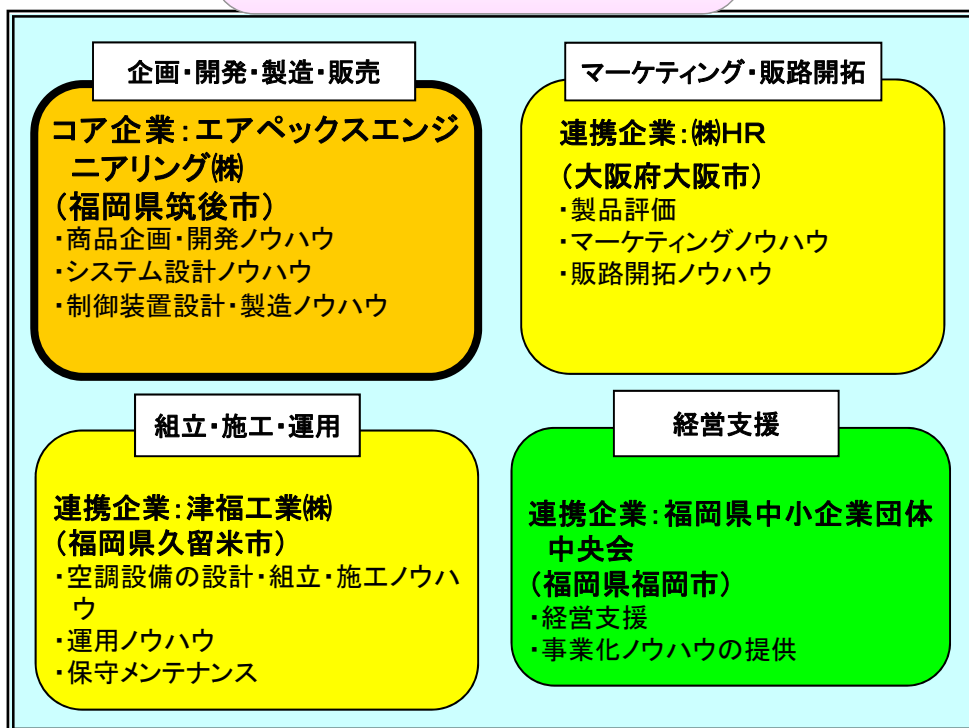 企画・開発・製造・販売
コア企業：エアペックスエンジ
ニアリング㈱
（福岡県筑後市）
・商品企画・開発ノウハウ
・システム設計ノウハウ
・制御装置設計・製造ノウハウ
マーケティング・販路開拓
連携企業：㈱HR
（大阪府大阪市）
・製品評価
・マーケティングノウハウ
・販路開拓ノウハウ
組立・施工・運用
連携企業：津福工業㈱
（福岡県久留米市）
・空調設備の設計・組立・施工ノウハ
ウ
・運用ノウハウ
・保守メンテナンス
経営支援
連携企業：福岡県中小企業団体
中央会
（福岡県福岡市）
・経営支援
・事業化ノウハウの提供